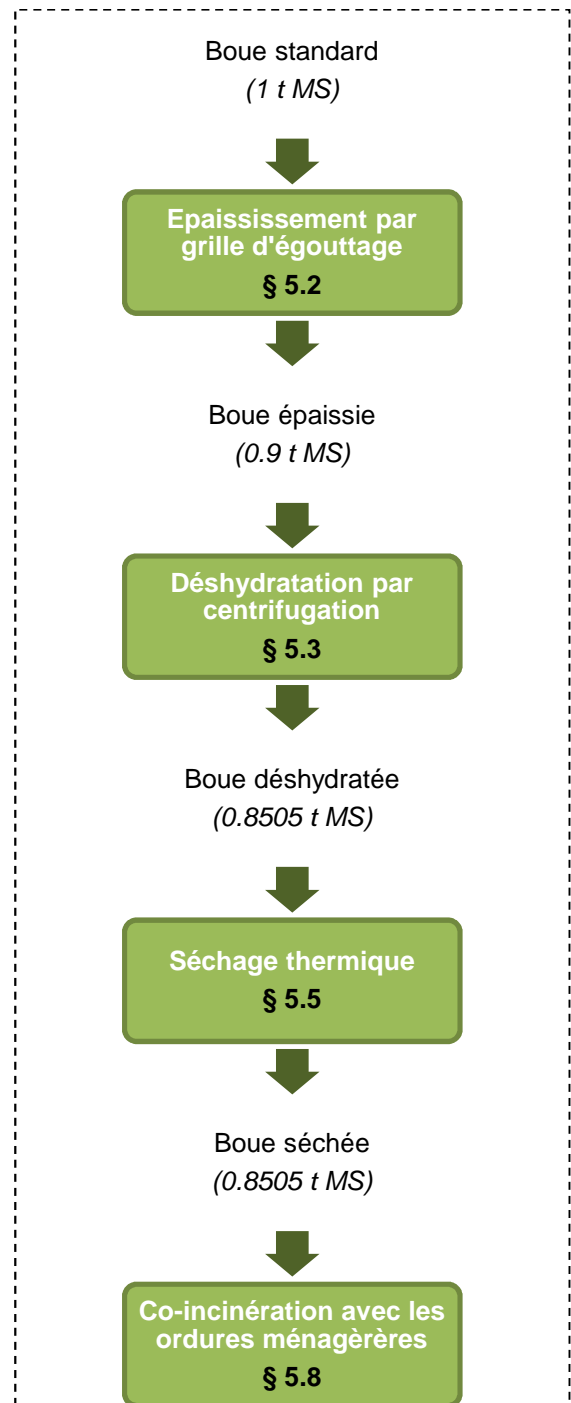 Boue standard
(1 t MS)
Epaississement par
grille d'égouttage
§ 5.2
Boue épaissie
(0.9 t MS)
Déshydratation par
centrifugation
§ 5.3
Boue déshydratée
(0.8505 t MS)
Séchage thermique
§ 5.5
Boue séchée
(0.8505 t MS)
Co-incinération avec les
ordures ménagèrères
§ 5.8